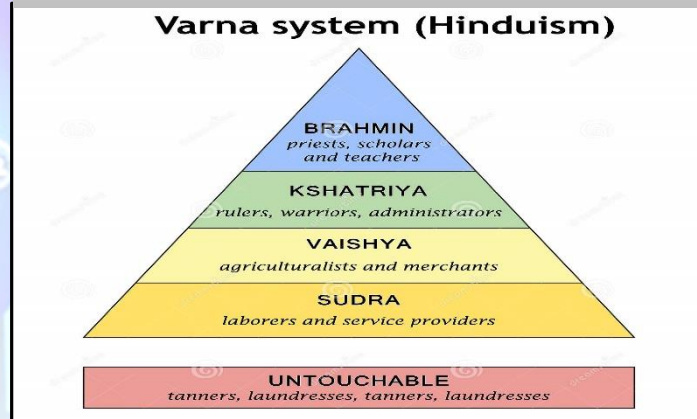 Varna system (Hinduism)
BRAHMIN
priests, scholars
and teachers
KSHATRIYA
rulers, warriors, administrators
VAISHYA
agriculturalists and merchants
SUDRA
laborers and service providers
UNTOUCHABLE
tanners, laundresses, tanners, laundresses